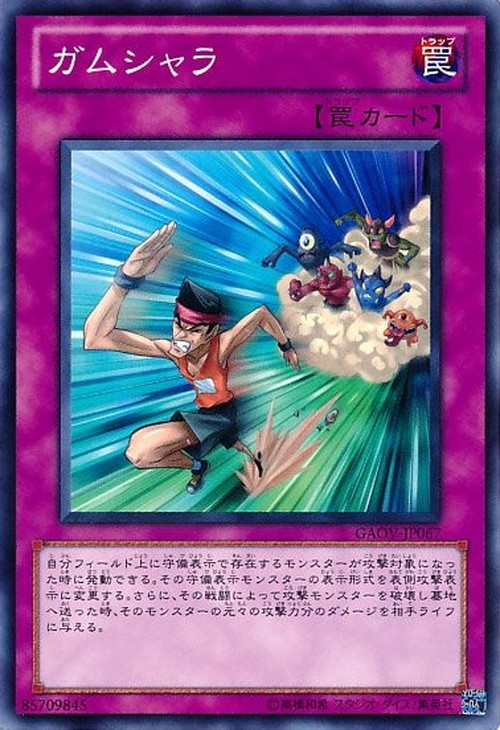 ガムシャラ
トラップ
罠
【罠カード】
GAOV-JP067
自分フィールド上に守備表示で存在するモンスターが攻撃対象になっ
た時に発動できる。その守備表示モンスターの表示形式を表側攻撃表
示に変更する。さらに、その戦闘によって攻撃モンスターを破壊し墓地
へ送った時、そのモンスターの元々の攻撃力分のダメージを相手ライフ
に与える。
85709845
©高橋和希 スタジオ・ダイス/集英社